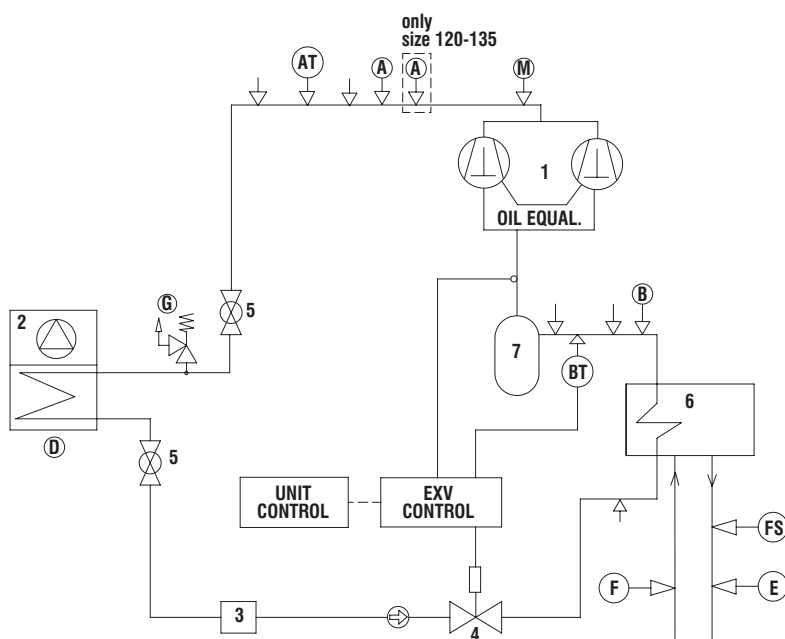 only
size 120-135
AT
A
A
M
1
OIL EQUAL.
G
5
B
2
7
BT
6
D
5
UNIT
CONTROL
EXV
CONTROL
FS
F
E
3
4